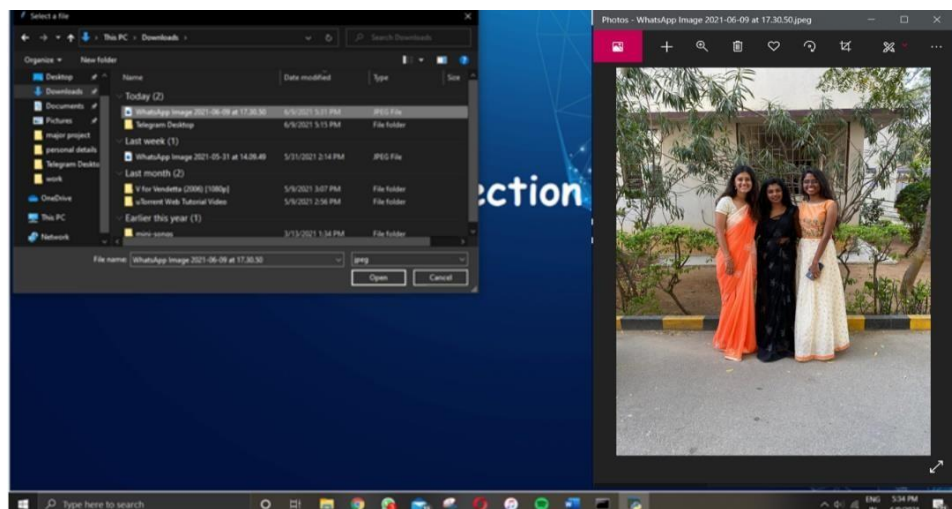 Select a file
This PC › Downloads ›
Search Downloads
Organize
New folder
Desktop
Downloads
Documents
Pictures
major project
personal details
Telegram Deskto
work
OneDrive
This PC
Network
Name
Date modified
Type
Size
Today (2)
WhatsApp Image 2021-06-09 at 17.30.50 6/9/2021 5:31 PM JPEG File
Telegram Desktop 6/9/2021 5:15 PM File folder
Last week (1)
WhatsApp Image 2021-05-31 at 14.09.49 5/31/2021 2:14 PM JPEG File
Last month (2)
V for Vendetta (2006) [1080p] 5/9/2021 3:07 PM File folder
uTorrent Web Tutorial Video 5/9/2021 2:56 PM File folder
Earlier this year (1)
mini-songs 3/13/2021 1:34 PM File folder
File name: WhatsApp Image 2021-06-09 at 17.30.50
jpeg
Open
Cancel
ection
Photos - WhatsApp Image 2021-06-09 at 17.30.50.jpeg
Type here to search
ENG
5:34 PM